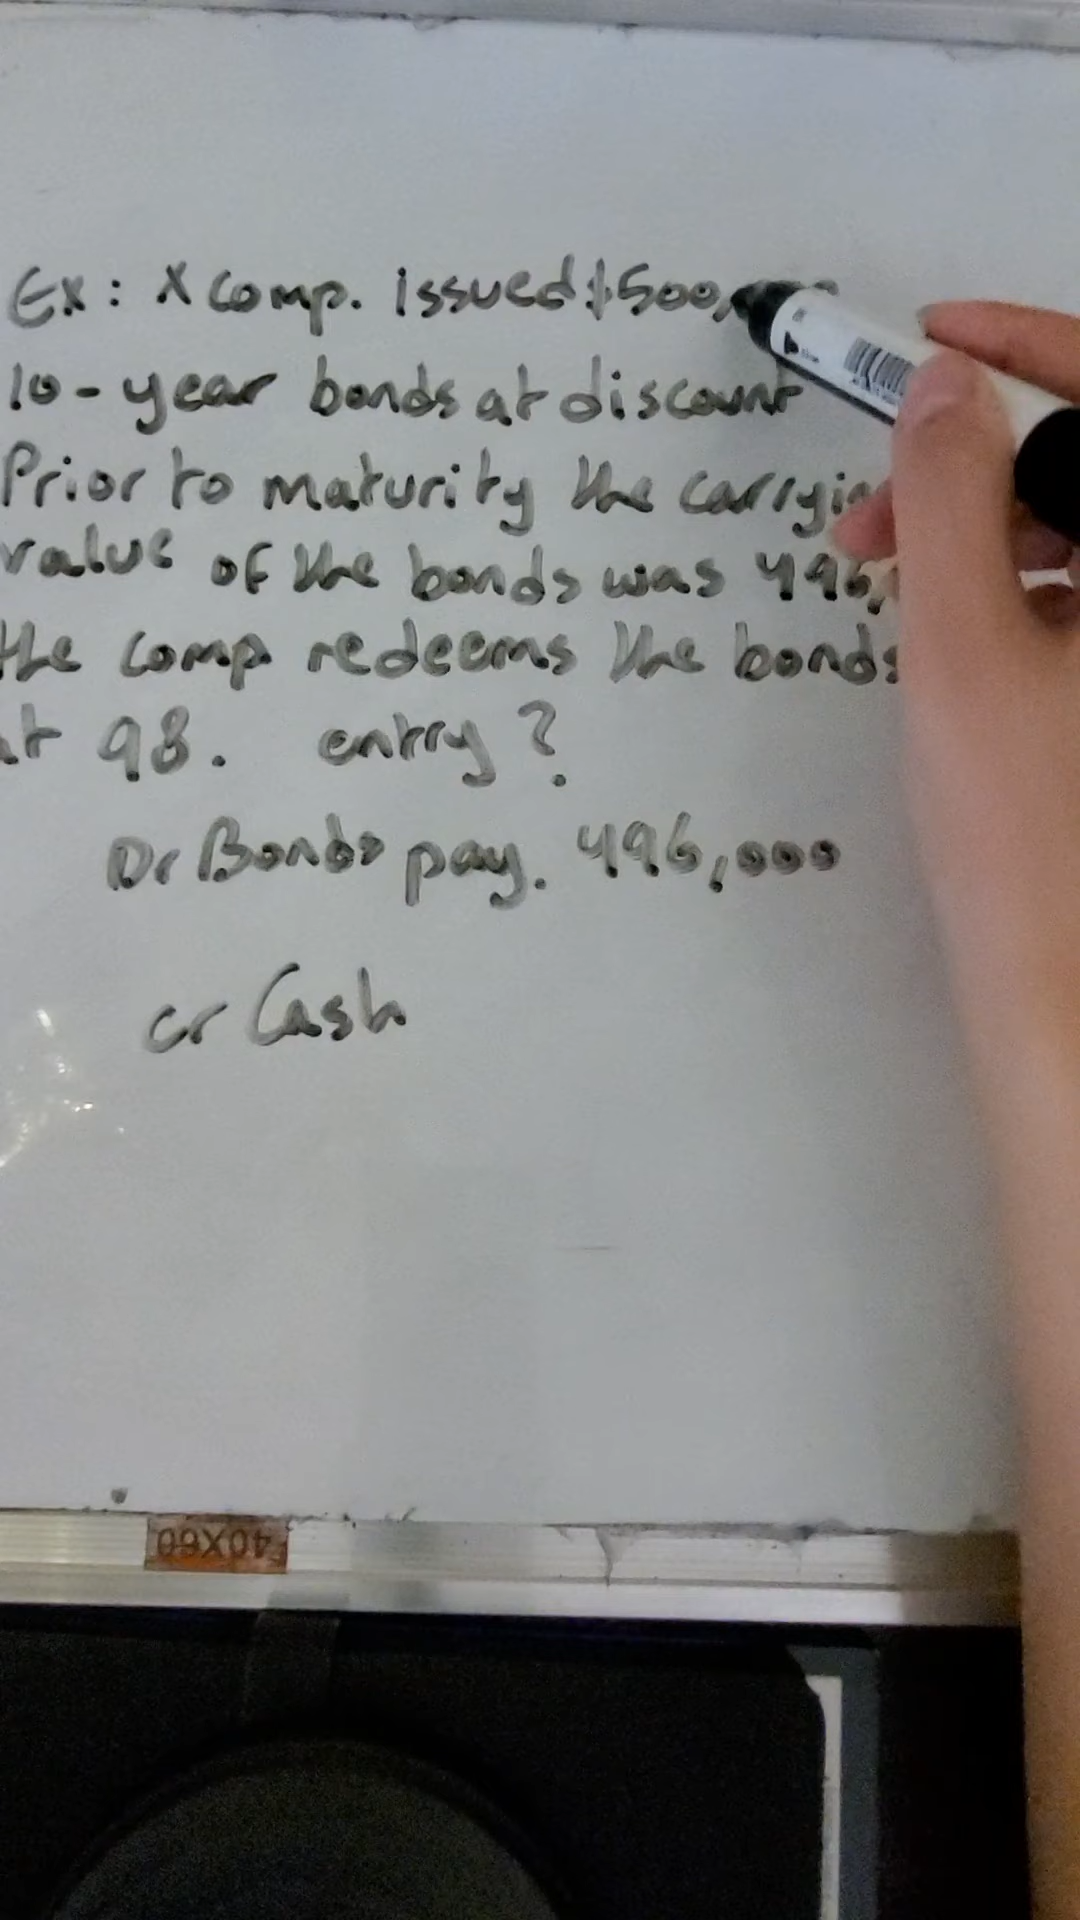 Ex: X Comp. issued $500,
10-year bonds at discount
Prior to maturity the
value of the bonds was 496,
the comp. redeems the bonds
at 98. entry ?
Dr Bonds pay. 496,000
cr Cash
40X60